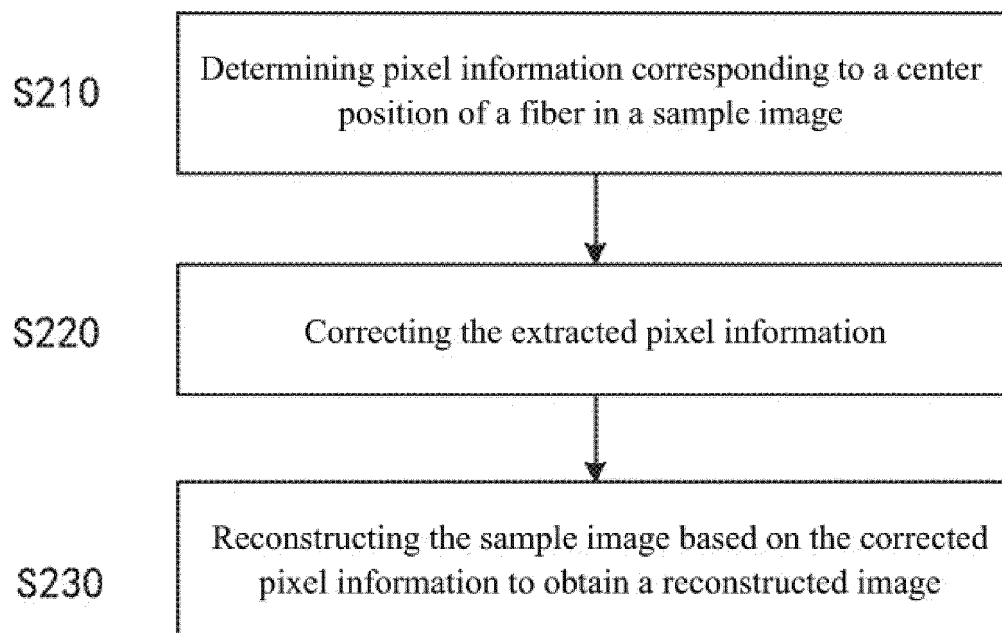 S210
Determining pixel information corresponding to a center
position of a fiber in a sample image
S220
Correcting the extracted pixel information
S230
Reconstructing the sample image based on the corrected
pixel information to obtain a reconstructed image